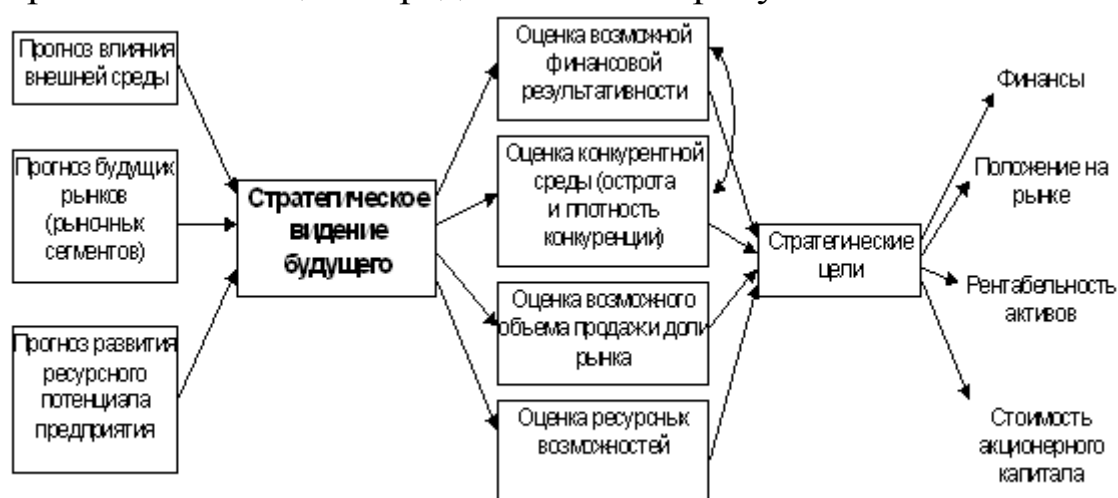 Прогноз влияния
внешней среды
Прогноз будущих
рынков
(рыночных
сегментов)
Прогноз развития
ресурсного
потенциала
предприятия
Стратегическое
видение
будущего
Оценка возможной
финансовой
результативности
Оценка конкурентной
среды (острота
и плотность
конкуренции)
Оценка возможного
объема продажи доли
рынка
Оценка ресурсных
возможностей
Стратегические
цели
Финансы
Положение на
рынке
Рентабельность
активов
Стоимость
акционерного
капитала